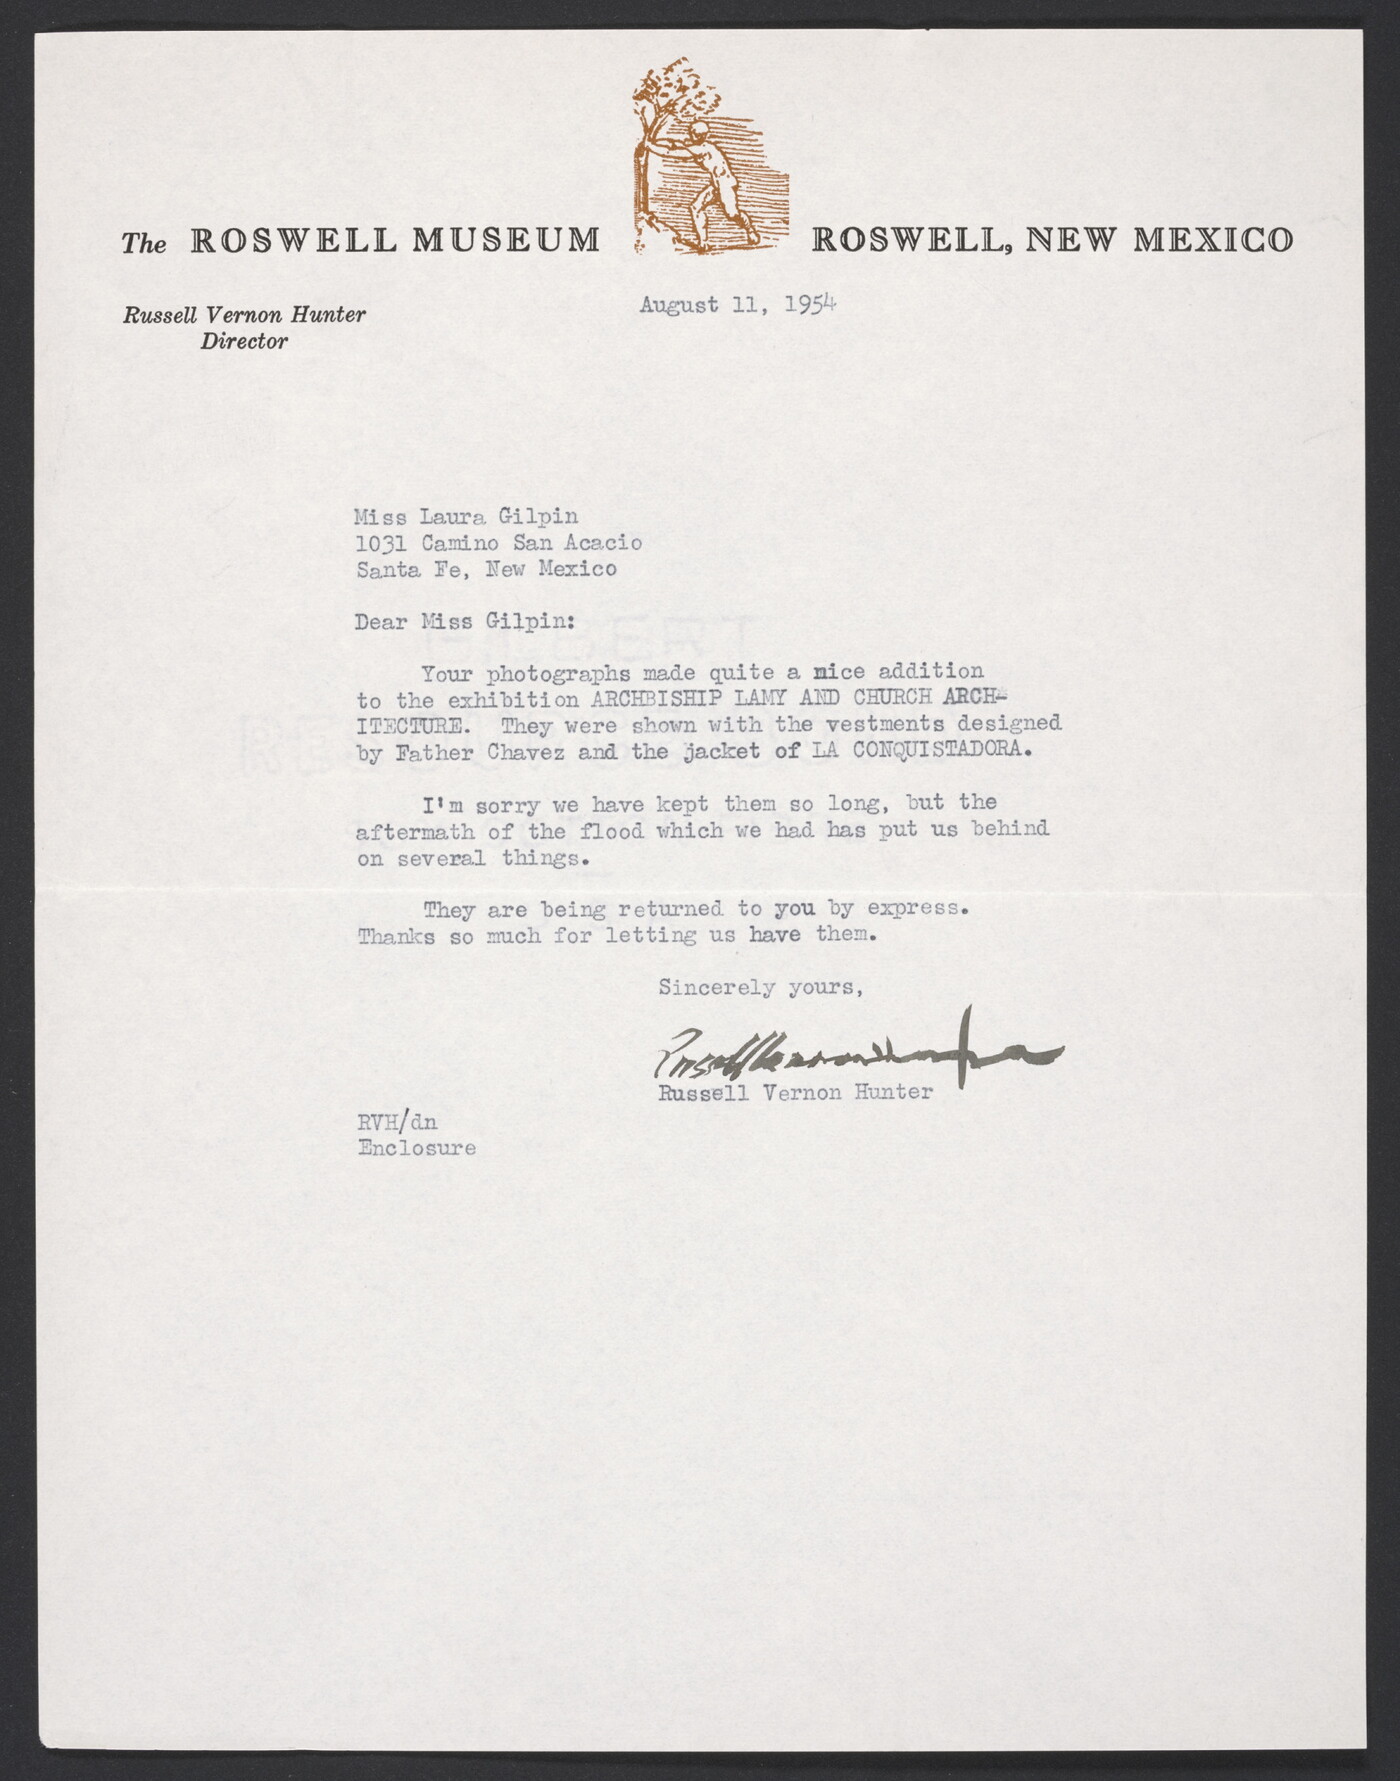 The ROSWELL MUSEUM ROSWELL, NEW MEXICO
Russell Vernon Hunter
Director
August 11, 1954
Miss Laura Gilpin
1031 Camino San Acacio
Santa Fe, New Mexico
Dear Miss Gilpin:
Your photographs made quite a nice addition
to the exhibition ARCHBISHIP LAMY AND CHURCH ARCH-
ITECTURE. They were shown with the vestments designed
by Father Chavez and the jacket of LA CONQUISTADORA.
I'm sorry we have kept them so long, but the
aftermath of the flood which we had has put us behind
on several things.
They are being returned to you by express.
Thanks so much for letting us have them.
Sincerely yours,
Russell Vernon Hunter
Russell Vernon Hunter
RVH/dn
Enclosure